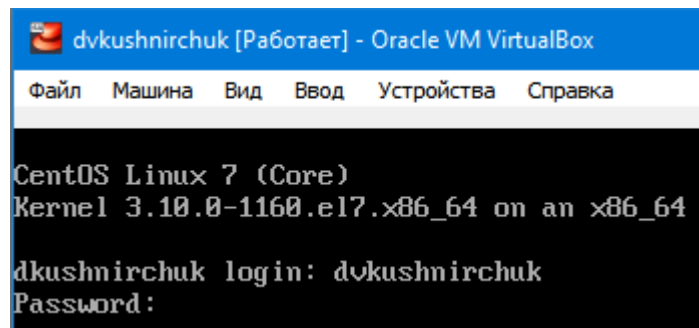 dvkushnirchuk [Работает] - Oracle VM VirtualBox
Файл Машина Вид Ввод Устройства Справка
CentOS Linux 7 (Core)
Kernel 3.10.0-1160.el7.x86_64 on an x86_64
dkushnirchuk login: dvkushnirchuk
Password: